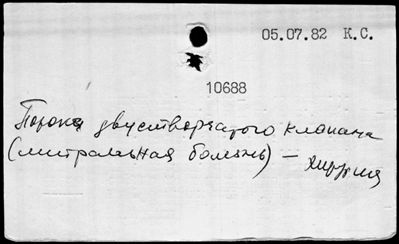 05.07.82 К.С.
10688
Пороки двустворчатого клапана
(митральная болезнь) — хирургия